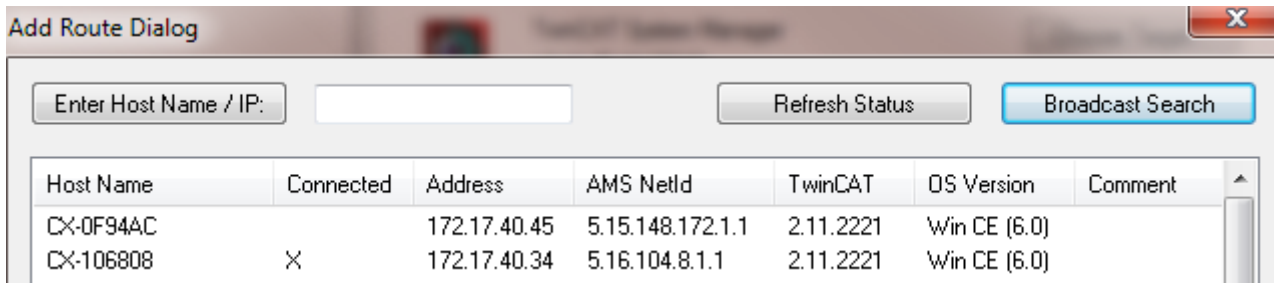 Add Route Dialog
Enter Host Name / IP: Refresh Status Broadcast Search
Host Name Connected Address AMS NetId TwinCAT OS Version Comment
CX-0F94AC 172.17.40.45 5.15.148.172.1.1 2.11.2221 Win CE (6.0)
CX-106808 X 172.17.40.34 5.16.104.8.1.1 2.11.2221 Win CE (6.0)